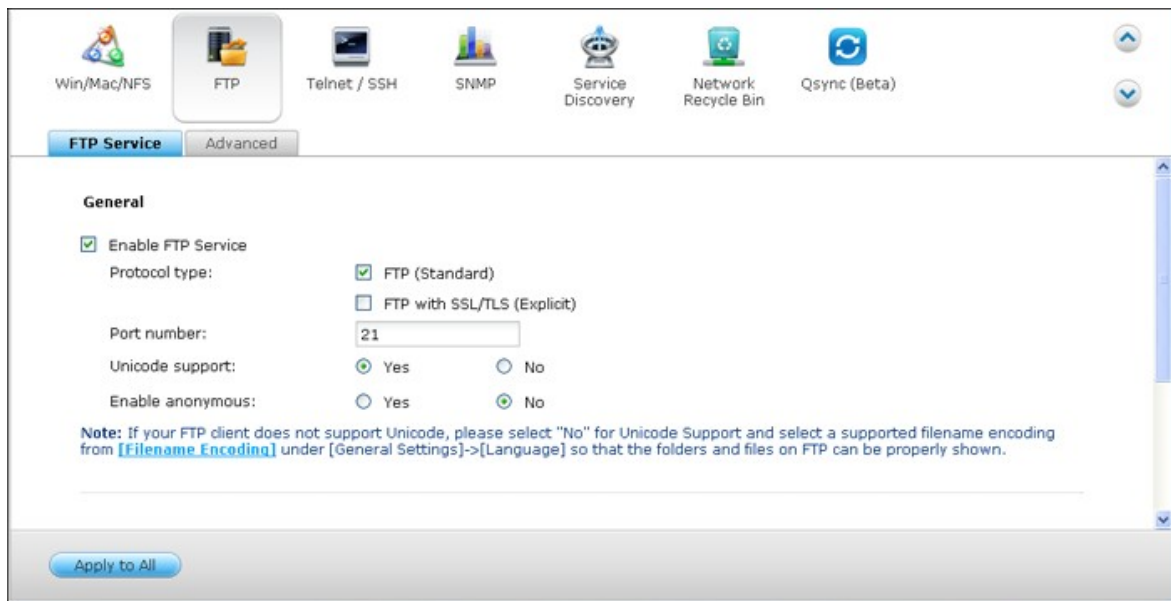 Win/Mac/NFS
FTP
Telnet / SSH
SNMP
Service
Discovery
Network
Recycle Bin
Qsync (Beta)
FTP Service
Advanced
General
Enable FTP Service
Protocol type:
FTP (Standard)
FTP with SSL/TLS (Explicit)
Port number:
21
Unicode support:
Yes
No
Enable anonymous:
Yes
No
Note: If your FTP client does not support Unicode, please select "No" for Unicode Support and select a supported filename encoding
from [Filename Encoding] under [General Settings]->[Language] so that the folders and files on FTP can be properly shown.
Apply to All